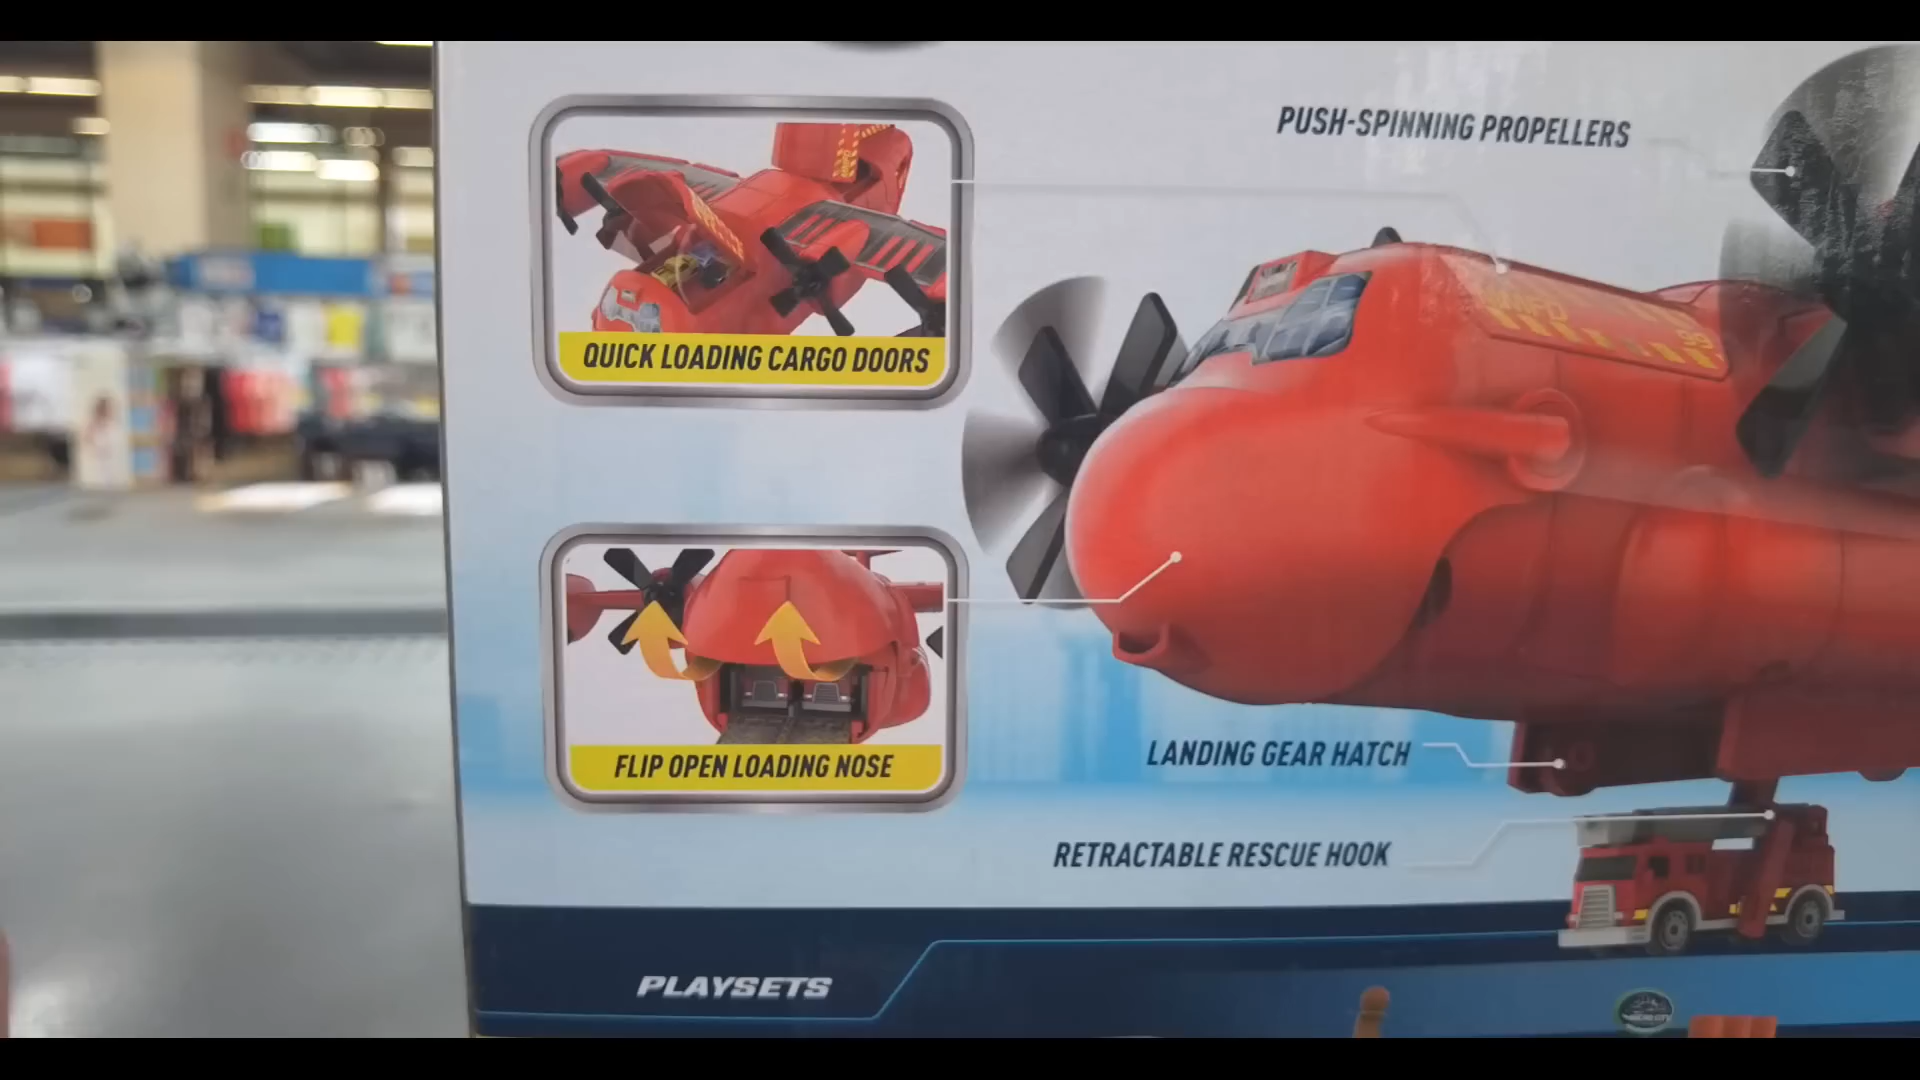 PUSH-SPINNING PROPELLERS
QUICK LOADING CARGO DOORS
FLIP OPEN LOADING NOSE
LANDING GEAR HATCH
RETRACTABLE RESCUE HOOK
PLAYSETS